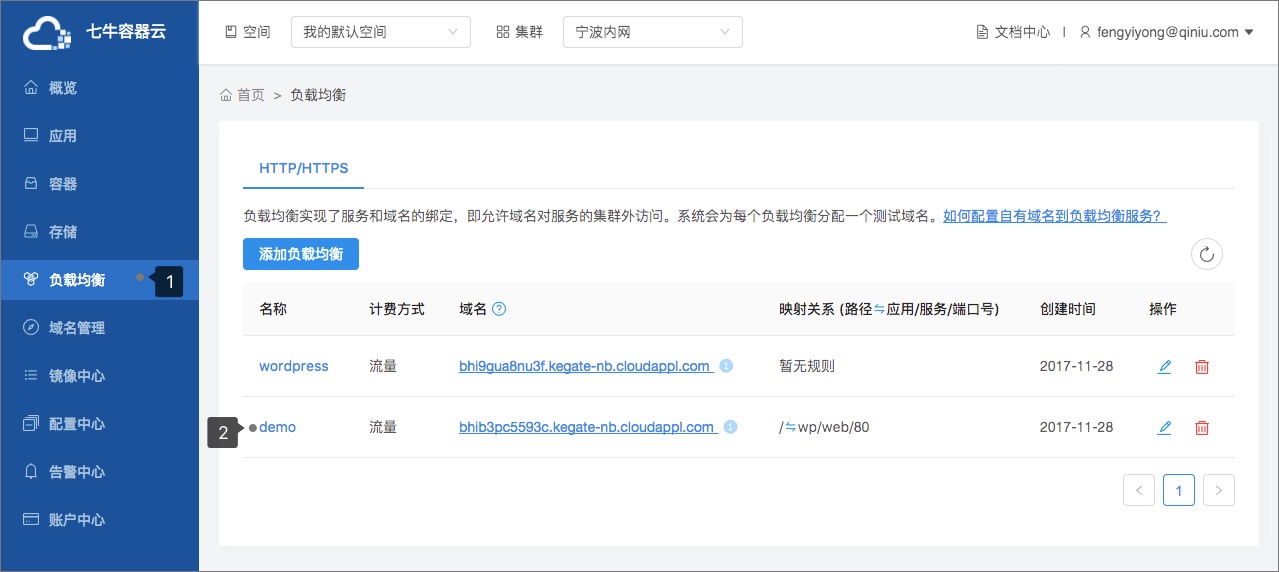 七牛容器云
空间 我的默认空间 集群 宁波内网 文档中心 | fengyiyong@qiniu.com
概览
应用
容器
存储
负载均衡 1
域名管理
镜像中心
配置中心
告警中心
账户中心
首页 > 负载均衡
HTTP/HTTPS
负载均衡实现了服务和域名的绑定，即允许域名对服务的集群外访问。系统会为每个负载均衡分配一个测试域名。如何配置自有域名到负载均衡服务？
添加负载均衡
名称 计费方式 域名 ? 映射关系 (路径⇋应用/服务/端口号) 创建时间 操作
wordpress 流量 bhi9gua8nu3f.kegate-nb.cloudappl.com i 暂无规则 2017-11-28
2 demo 流量 bhib3pc5593c.kegate-nb.cloudappl.com i /⇋wp/web/80 2017-11-28
< 1 >